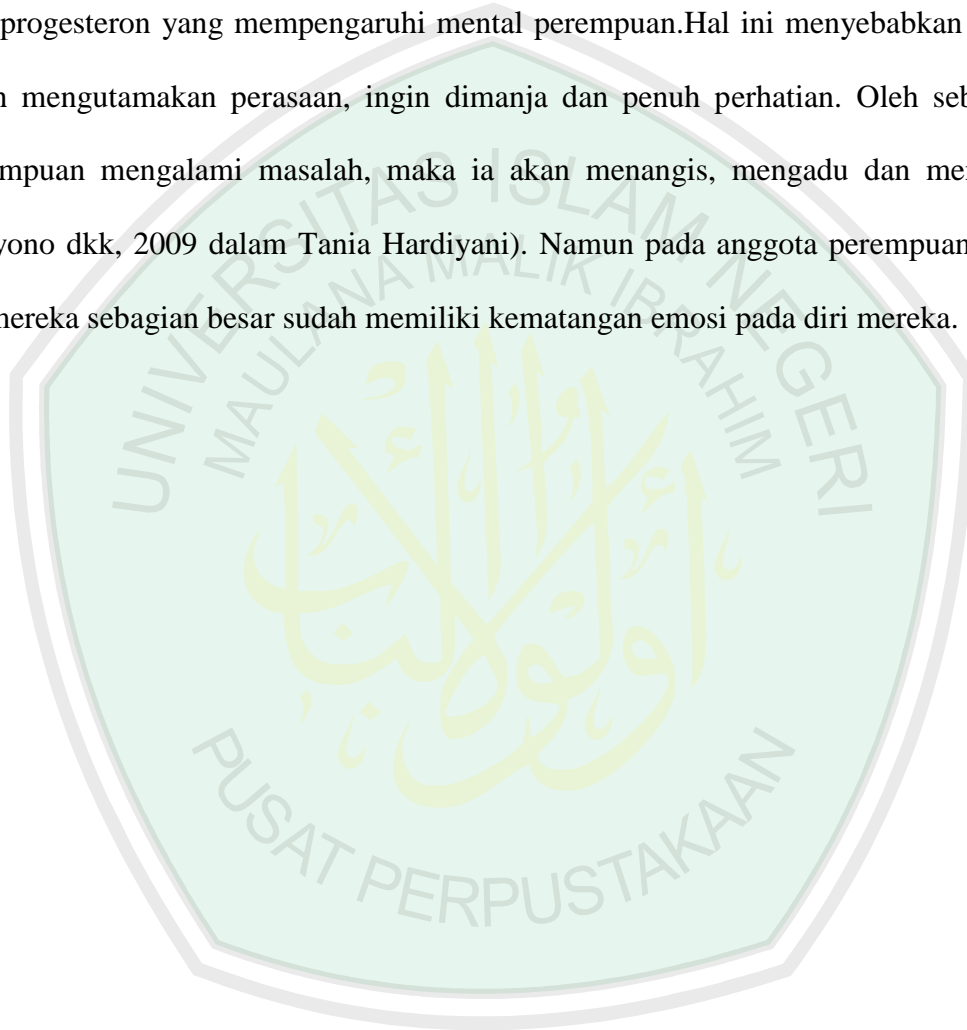 progesteron yang mempengaruhi mental perempuan.Hal ini menyebabkan
mengutamakan perasaan, ingin dimanja dan penuh perhatian. Oleh
mengalami masalah, maka ia akan menangis, mengadu dan
dkk, 2009 dalam Tania Hardiyani). Namun pada anggota perempuan
mereka sebagian besar sudah memiliki kematangan emosi pada diri mereka.
UNIVERSITAS ISLAM NEGERI
MAULANA MALIK IBRAHIM
أولوا الألباب
PUSAT PERPUSTAKAAN